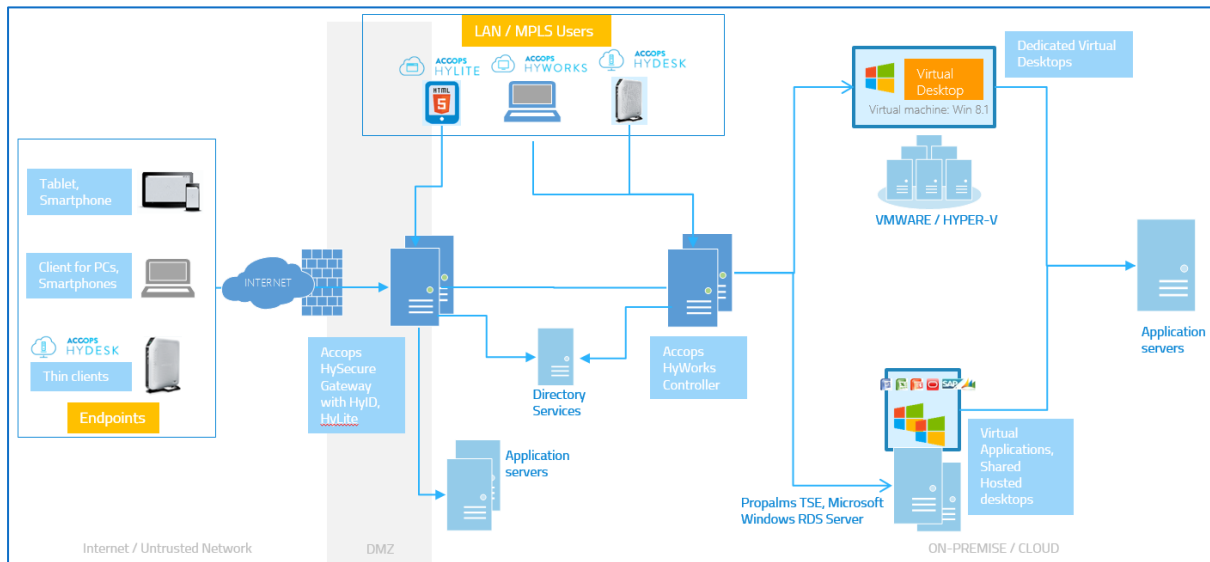 LAN / MPLS Users
ACCOPS
HYLITE
ACCOPS
HYWORKS
ACCOPS
HYDESK
HTML
5
Tablet,
Smartphone
Client for PCs,
Smartphones
ACCOPS
HYDESK
Thin clients
Endpoints
INTERNET
Accops
HySecure
Gateway
with HyID,
HyLite
Directory
Services
Application
servers
Accops
HyWorks
Controller
Virtual
Desktop
Virtual machine: Win 8.1
Dedicated Virtual
Desktops
VMWARE / HYPER-V
Application
servers
SAP
Virtual
Applications,
Shared
Hosted
desktops
Propalms TSE, Microsoft
Windows RDS Server
Internet / Untrusted Network
DMZ
ON-PREMISE / CLOUD